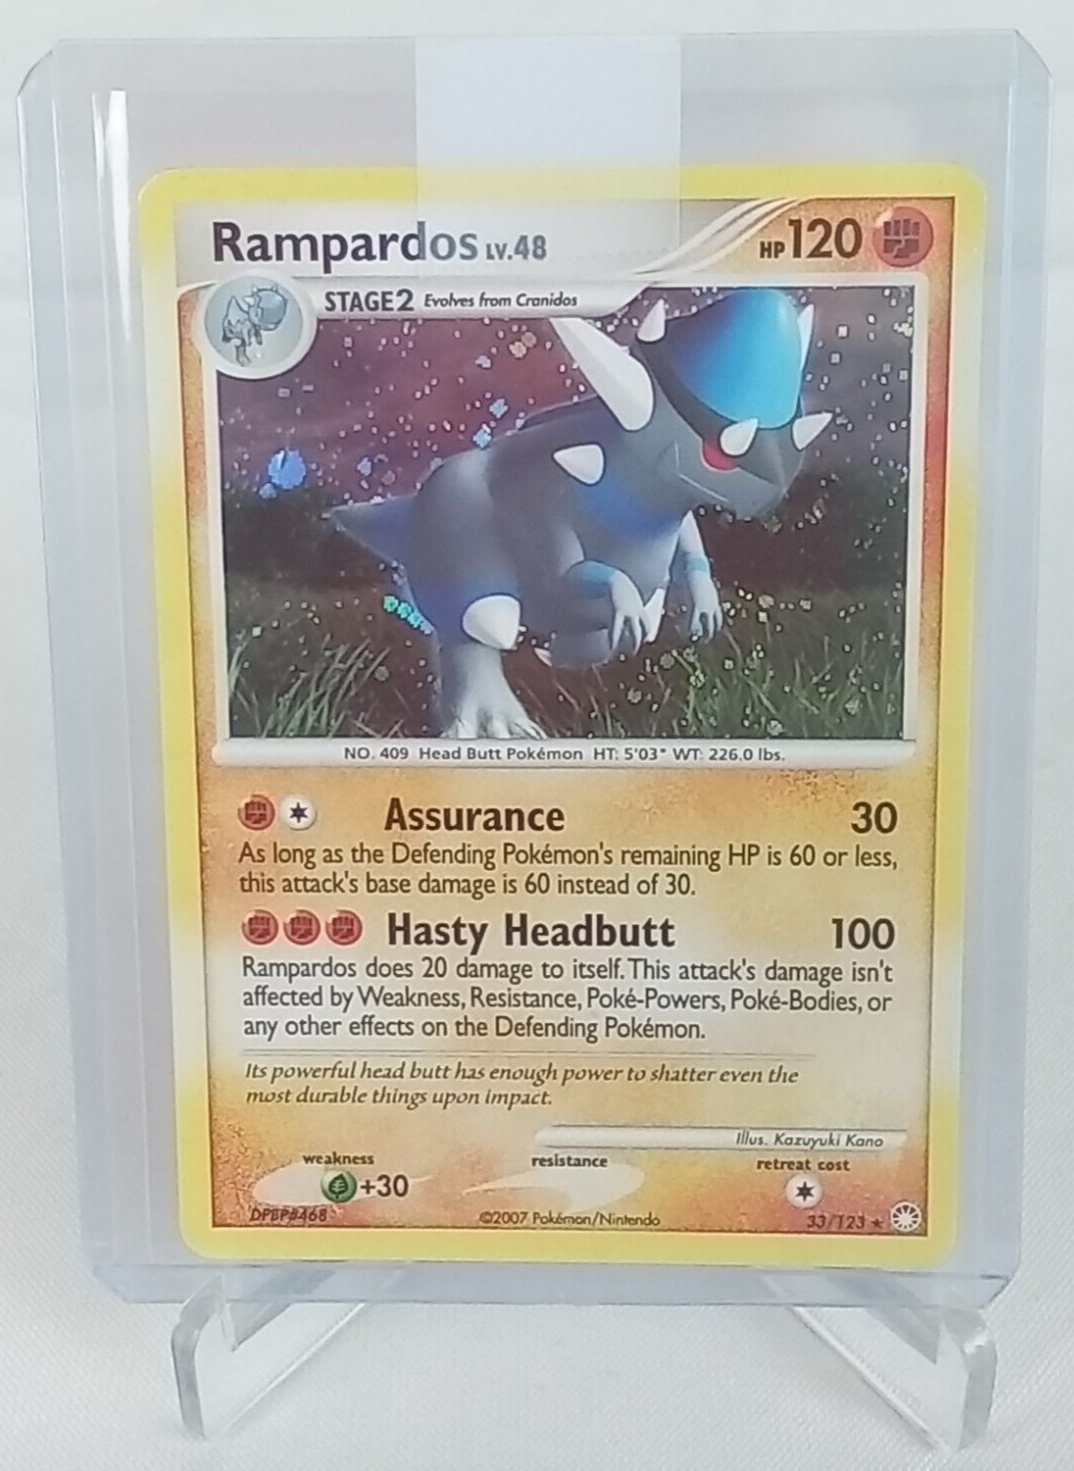 Rampardos LV.48 HP 120
STAGE2 Evolves from Cranidos
NO. 409 Head Butt Pokémon HT: 5'03" WT: 226.0 lbs.
Assurance 30
As long as the Defending Pokémon's remaining HP is 60 or less,
this attack's base damage is 60 instead of 30.
Hasty Headbutt 100
Rampardos does 20 damage to itself. This attack's damage isn't
affected by Weakness, Resistance, Poké-Powers, Poké-Bodies, or
any other effects on the Defending Pokémon.
Its powerful head butt has enough power to shatter even the
most durable things upon impact.
Illus. Kazuyuki Kano
weakness resistance retreat cost
+30
DPBP#468 ©2007 Pokémon/Nintendo 33/123 ★